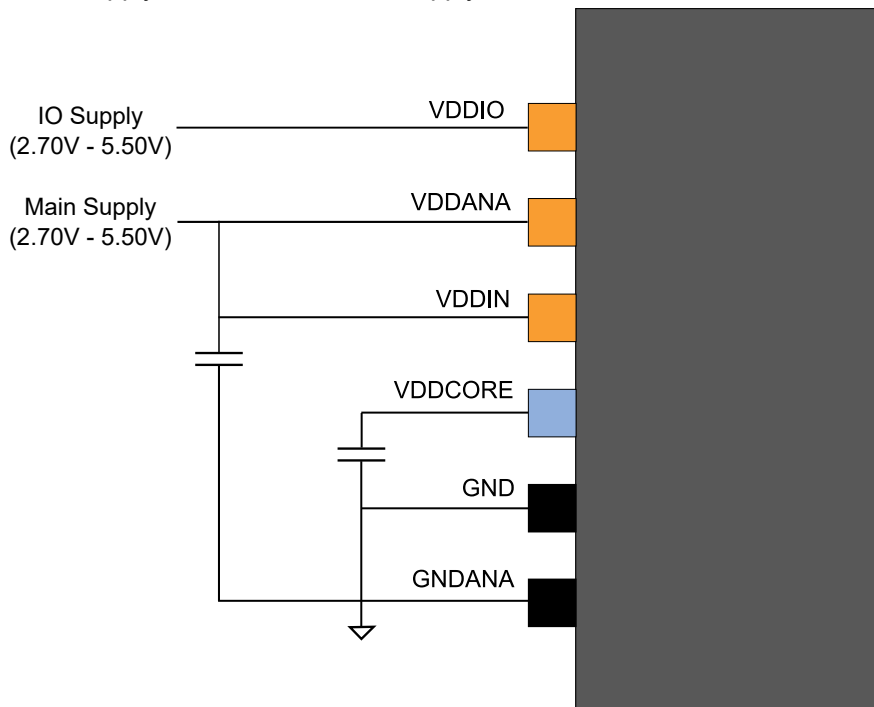 VDDIO
IO Supply
(2.70V - 5.50V)
VDDANA
Main Supply
(2.70V - 5.50V)
VDDIN
VDDCORE
GND
GNDANA